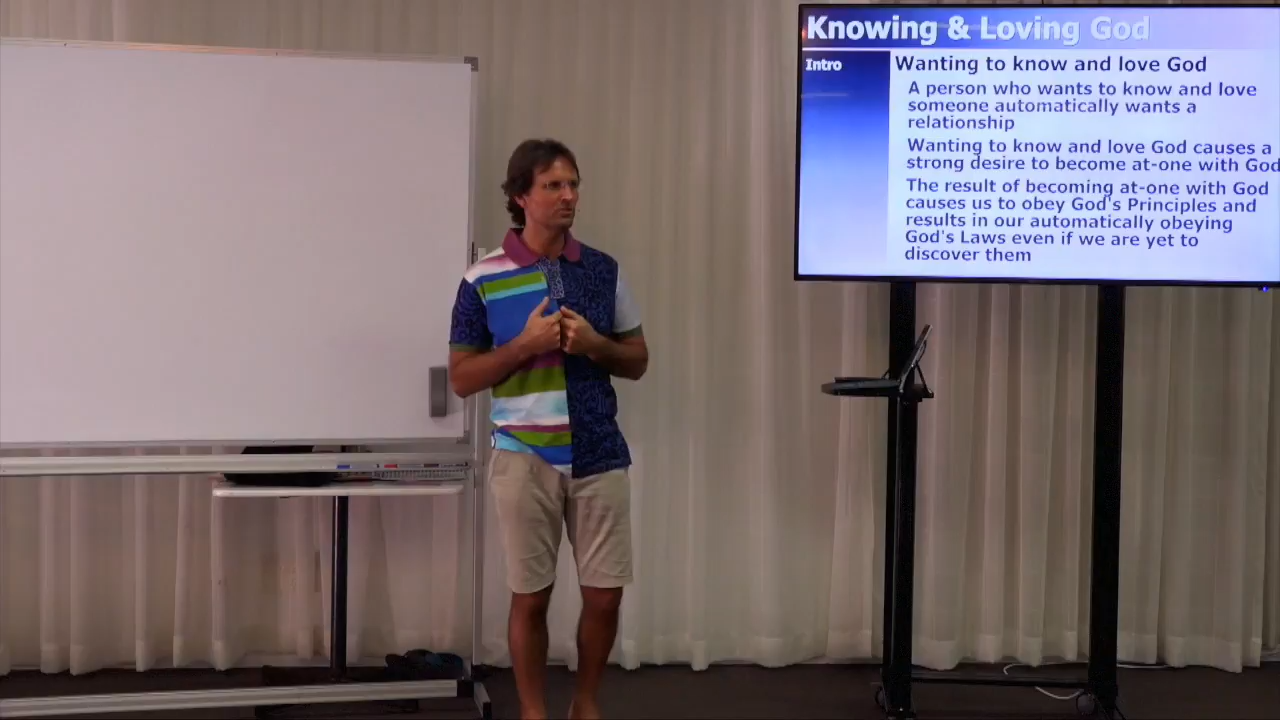 Knowing & Loving God
Intro
Wanting to know and love God
A person who wants to know and love
someone automatically wants a
relationship
Wanting to know and love God causes a
strong desire to become at-one with God
The result of becoming at-one with God
causes us to obey God's Principles and
results in our automatically obeying
God's Laws even if we are yet to
discover them